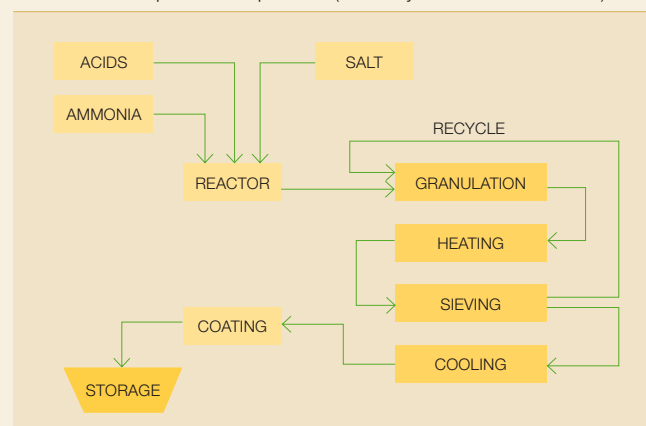 ACIDS
SALT
AMMONIA
RECYCLE
REACTOR
GRANULATION
HEATING
SIEVING
COATING
COOLING
STORAGE